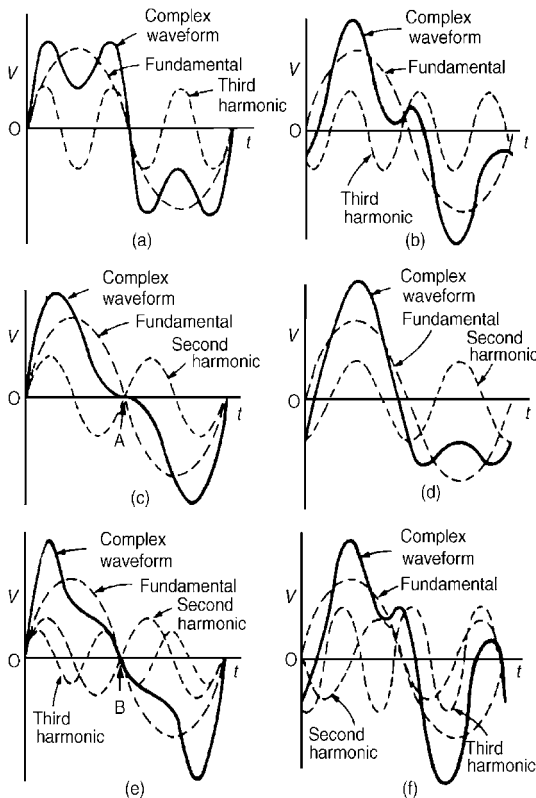 Complex
waveform
Fundamental
Third
harmonic
V
O
t
(a)
Complex
waveform
Fundamental
V
O
t
Third
harmonic
(b)
Complex
waveform
Fundamental
Second
harmonic
V
O
t
A
(c)
Complex
waveform
Fundamental
Second
harmonic
V
O
t
(d)
Complex
waveform
Fundamental
Second
harmonic
V
O
t
Third
harmonic
B
(e)
Complex
waveform
Fundamental
V
O
t
Second
harmonic
Third
harmonic
(f)